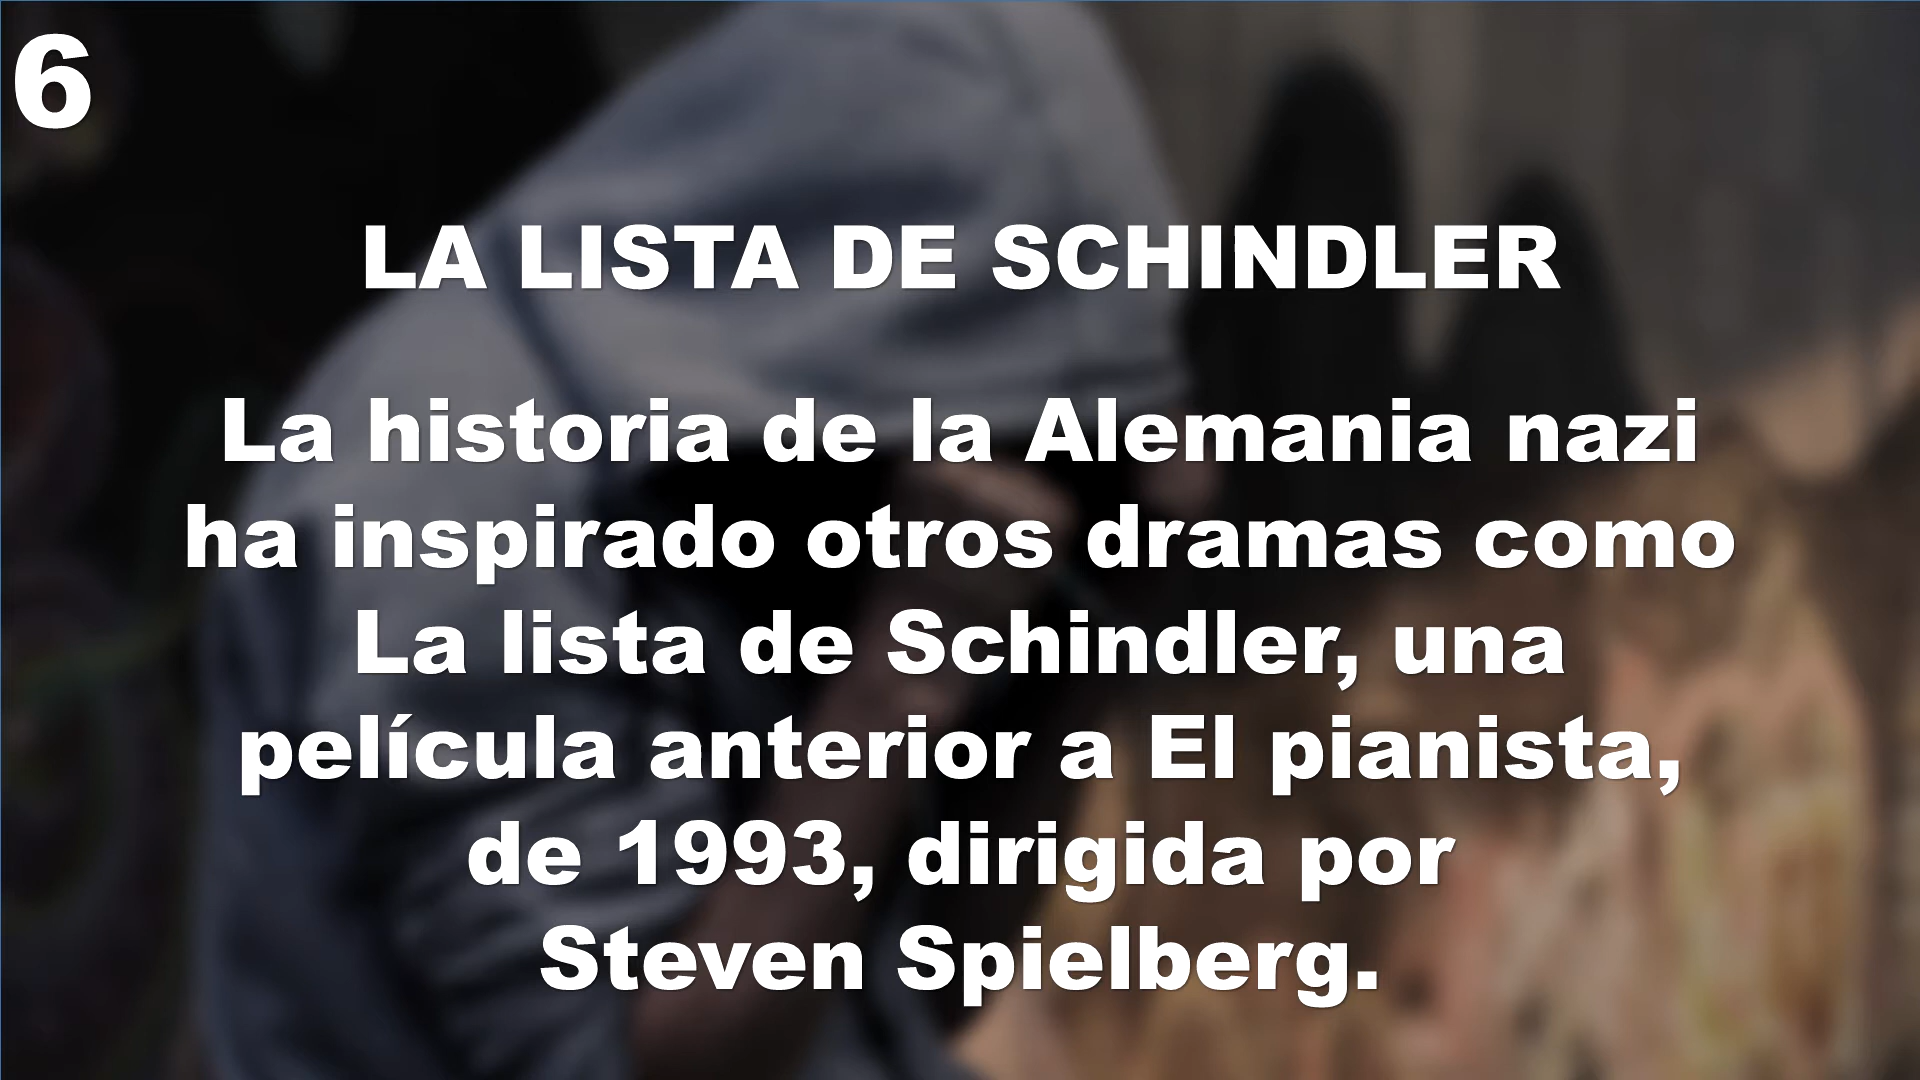 6
LA LISTA DE SCHINDLER
La historia de la Alemania nazi
ha inspirado otros dramas como
La lista de Schindler, una
película anterior a El pianista,
de 1993, dirigida por
Steven Spielberg.